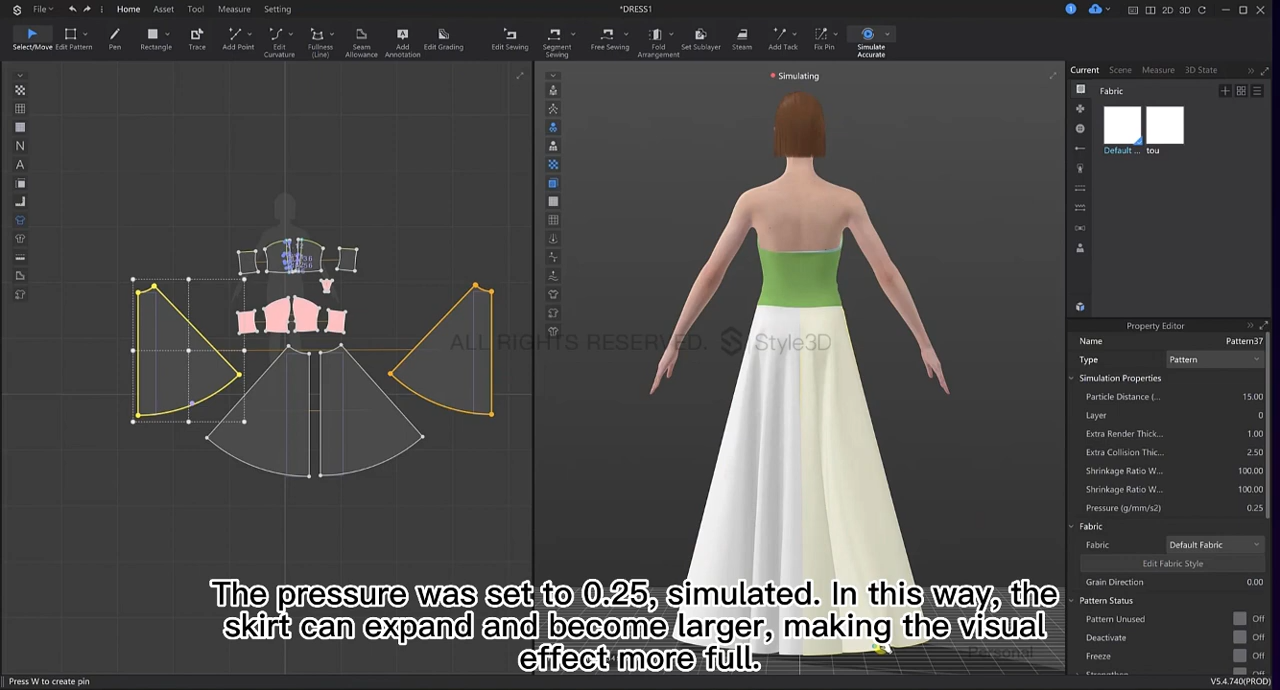 File
Home
Asset
Tool
Measure
Setting
*DRESS1
1
2D
3D
Select/Move
Edit Pattern
Pen
Rectangle
Trace
Add Point
Edit
Curvature
Fullness
(Line)
Seam
Allowance
Add
Annotation
Edit Grading
Edit Sewing
Segment
Sewing
Free Sewing
Fold
Arrangement
Set Sublayer
Steam
Add Tack
Fix Pin
Simulate
Accurate
Simulating
Current
Scene
Measure
3D State
Fabric
Default ...
tou
ALL RIGHTS RESERVED. Style3D
Property Editor
Name
Pattern37
Type
Pattern
Simulation Properties
Particle Distance (...
15.00
Layer
0
Extra Render Thick...
1.00
Extra Collision Thic...
2.50
Shrinkage Ratio W...
100.00
Shrinkage Ratio W...
100.00
Pressure (g/mm/s2)
0.25
Fabric
Fabric
Default Fabric
Edit Fabric Style
Grain Direction
0.00
Pattern Status
Pattern Unused
Off
Deactivate
Off
Freeze
Off
The pressure was set to 0.25, simulated. In this way, the
skirt can expand and become larger, making the visual
effect more full.
Personal
Press W to create pin
V5.4.740(PROD)